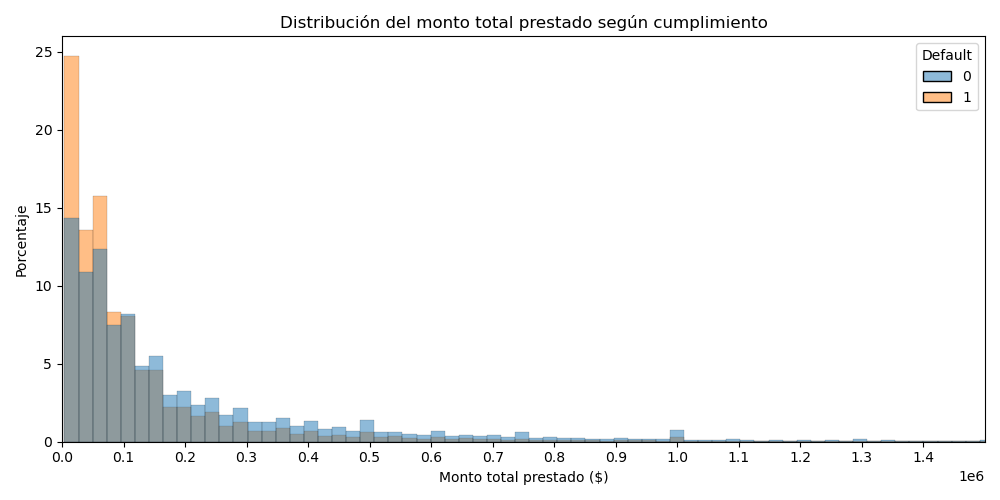 Distribución del monto total prestado según cumplimiento
25
20
15
10
5
0
Porcentaje
Default
0
1
0.0 0.1 0.2 0.3 0.4 0.5 0.6 0.7 0.8 0.9 1.0 1.1 1.2 1.3 1.4
1e6
Monto total prestado ($)